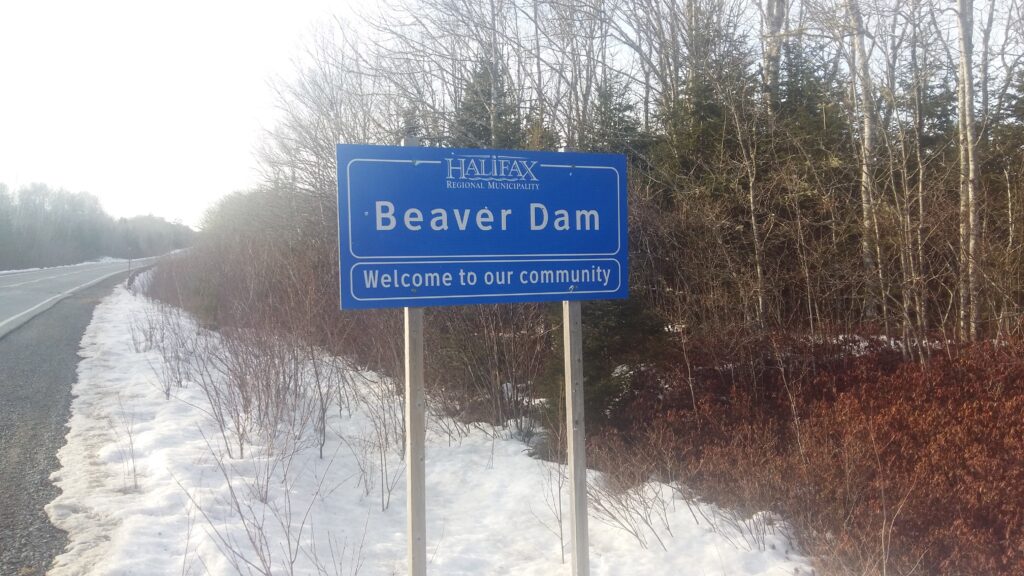 HALIFAX
REGIONAL MUNICIPALITY
Beaver Dam
Welcome to our community